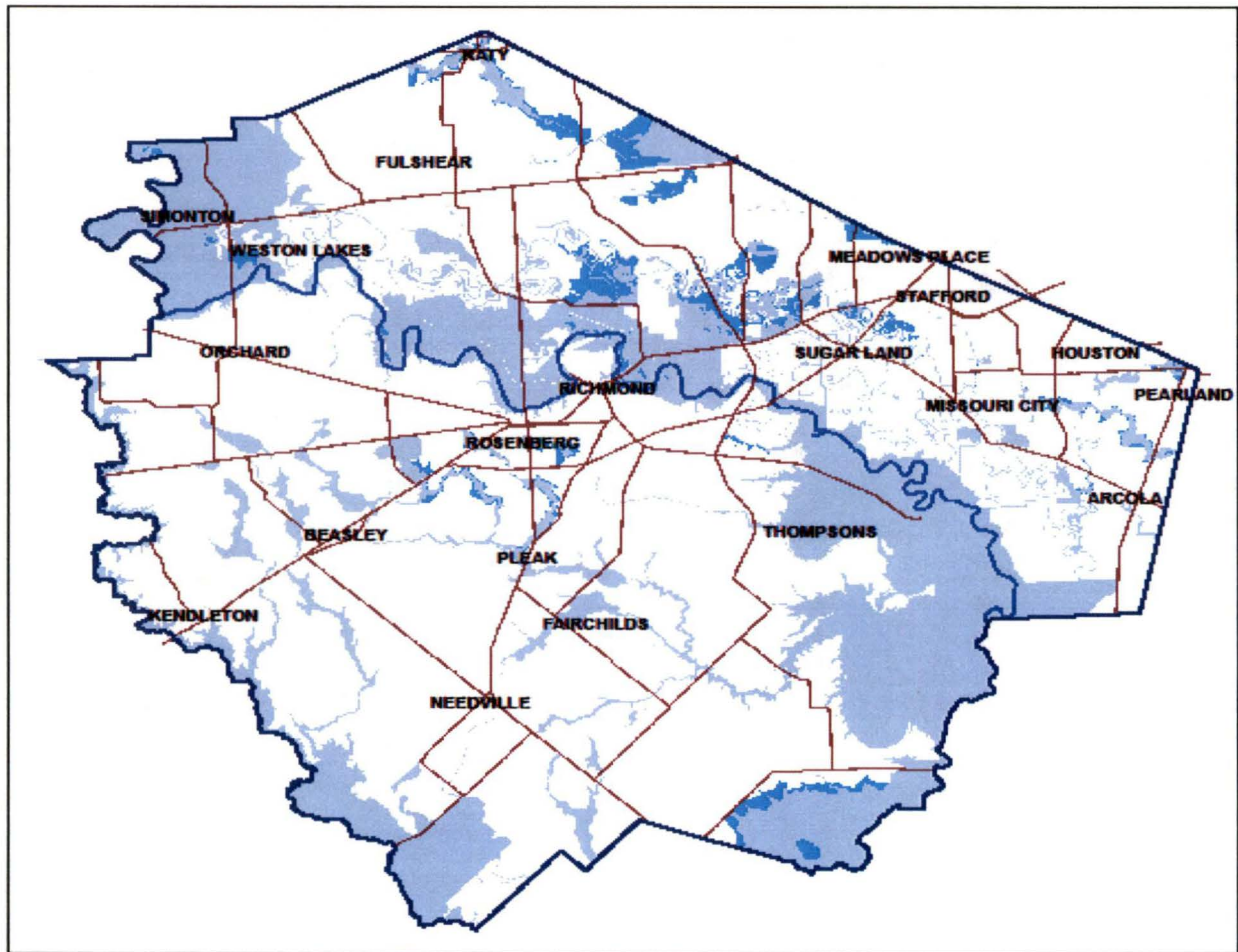 KATY
FULSHEAR
SIMONTON
WESTON LAKES
MEADOWS PLACE
STAFFORD
ORCHARD
SUGAR LAND
HOUSTON
RICHMOND
PEARLAND
MISSOURI CITY
ROSENBERG
ARCOLA
BEASLEY
THOMPSONS
PLEAK
KENDLETON
FAIRCHILDS
NEEDVILLE